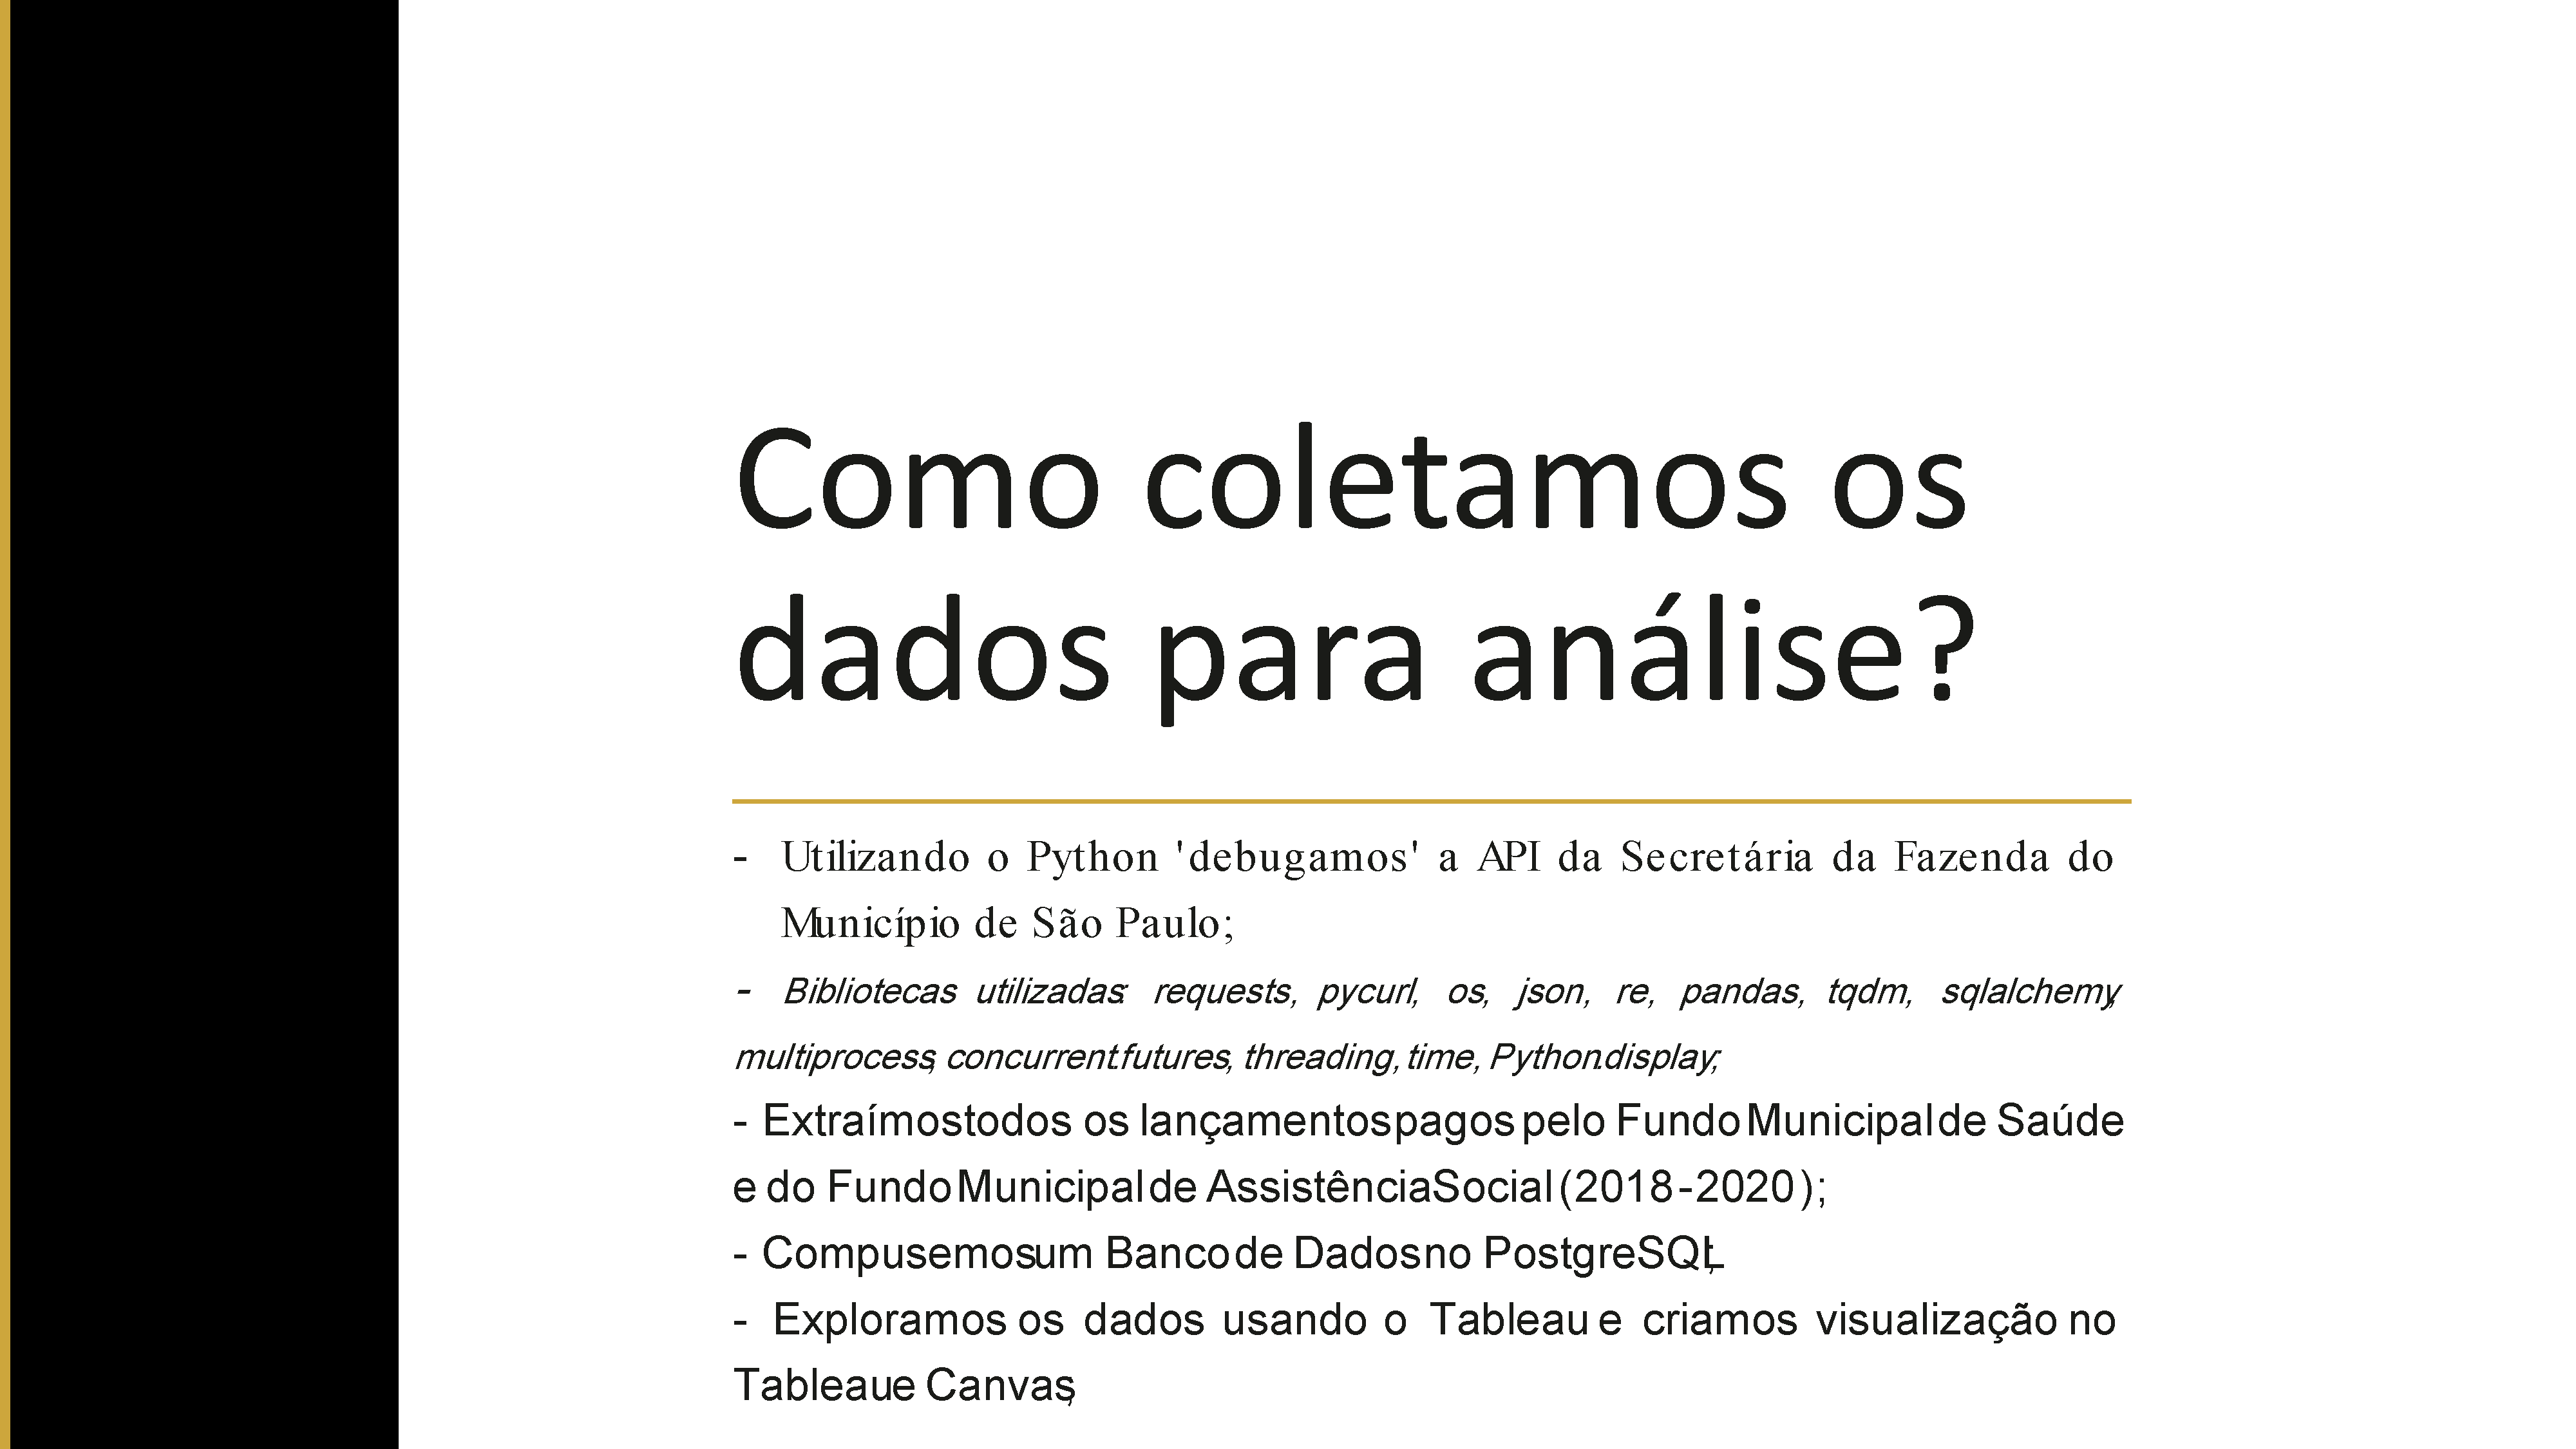 Como coletamos os
dados para análise?
- Utilizando o Python 'debugamos' a API da Secretária da Fazenda do
Município de São Paulo;
- Bibliotecas utilizadas: requests, pycurl, os, json, re, pandas, tqdm, sqlalchemy,
multiprocess, concurrent.futures, threading, time, Python.display;
- Extraímos todos os lançamentos pagos pelo Fundo Municipal de Saúde
e do Fundo Municipal de Assistência Social (2018-2020);
- Compusemos um Banco de Dados no PostgreSQL;
- Exploramos os dados usando o Tableau e criamos visualização no
Tableau e Canvas;